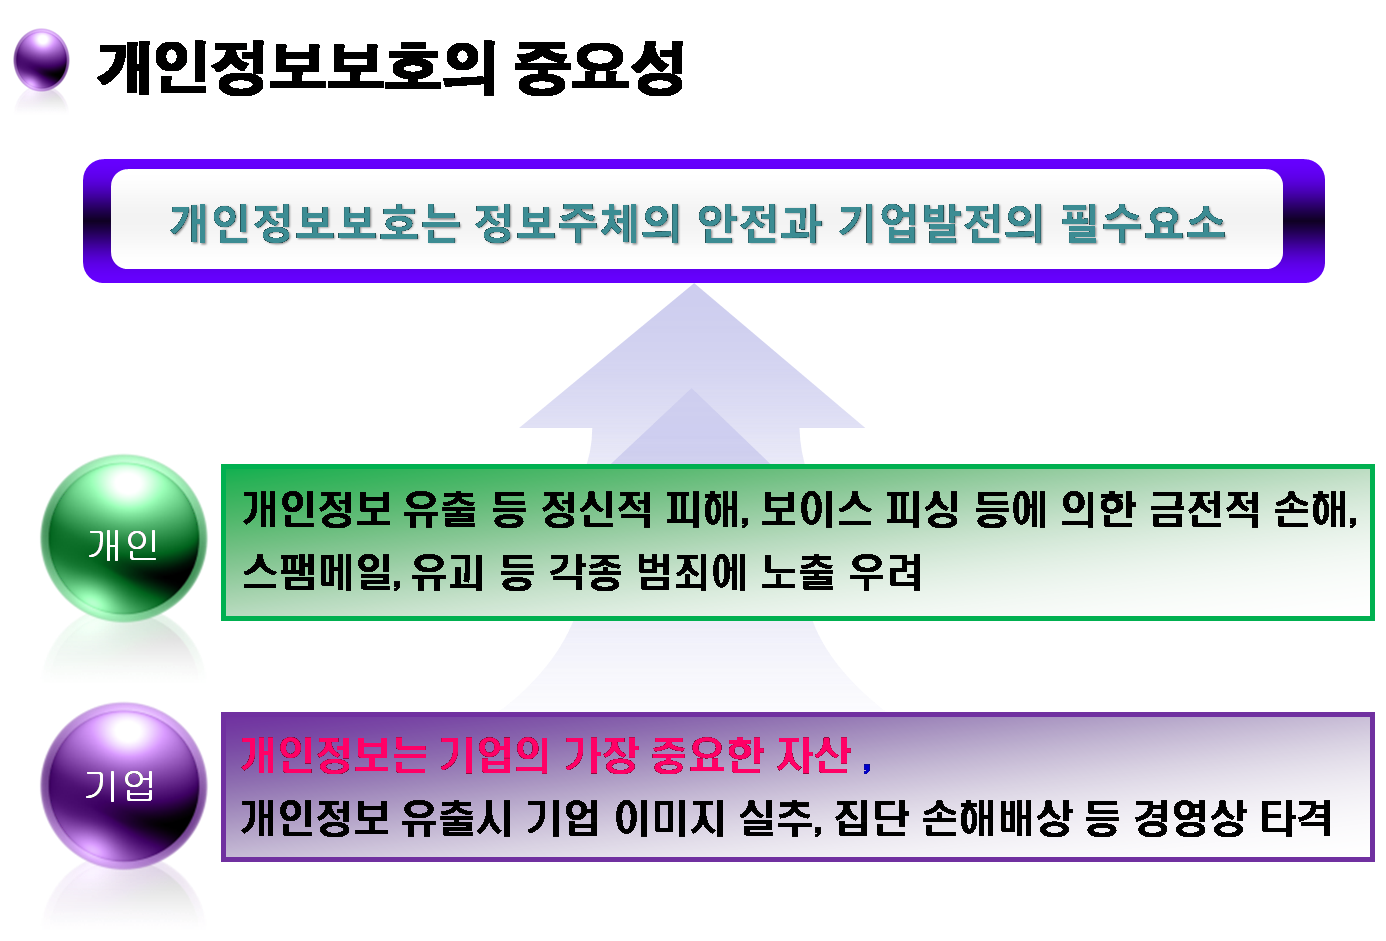 개인정보보호의 중요성
개인정보보호는 정보주체의 안전과 기업발전의 필수요소
개인
개인정보 유출 등 정신적 피해, 보이스 피싱 등에 의한 금전적 손해,
스팸메일, 유괴 등 각종 범죄에 노출 우려
기업
개인정보는 기업의 가장 중요한 자산 ,
개인정보 유출시 기업 이미지 실추, 집단 손해배상 등 경영상 타격